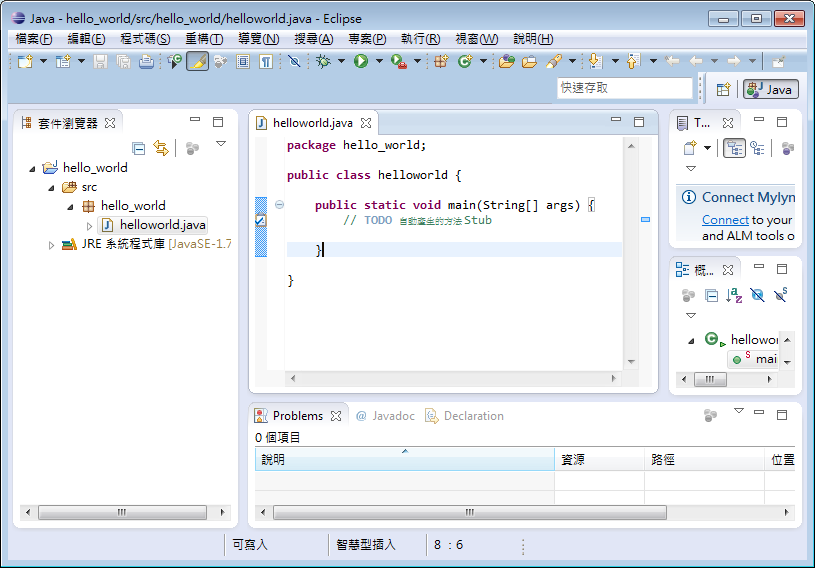 Java - hello_world/src/hello_world/helloworld.java - Eclipse
檔案(F) 編輯(E) 程式碼(S) 重構(T) 導覽(N) 搜尋(A) 專案(P) 執行(R) 視窗(W) 說明(H)
快速存取
Java
套件瀏覽器
hello_world
src
hello_world
helloworld.java
JRE 系統程式庫 [JavaSE-1.7
helloworld.java
package hello_world;
public class helloworld {
public static void main(String[] args) {
// TODO 自動產生的方法 Stub
}
}
T...
Connect Mylyn
Connect to your
and ALM tools o
概...
hellowor
S mai
Problems @ Javadoc Declaration
0 個項目
說明 資源 路徑 位置
可寫入 智慧型插入 8 : 6